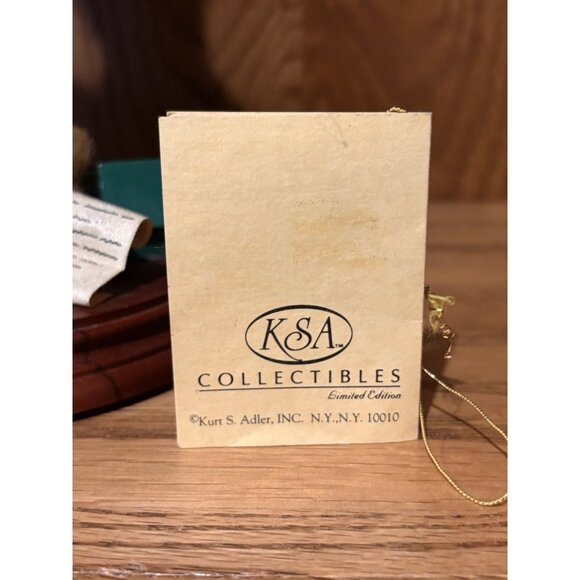 KSA™
COLLECTIBLES
Limited Edition
©Kurt S. Adler, INC. N.Y.,N.Y. 10010